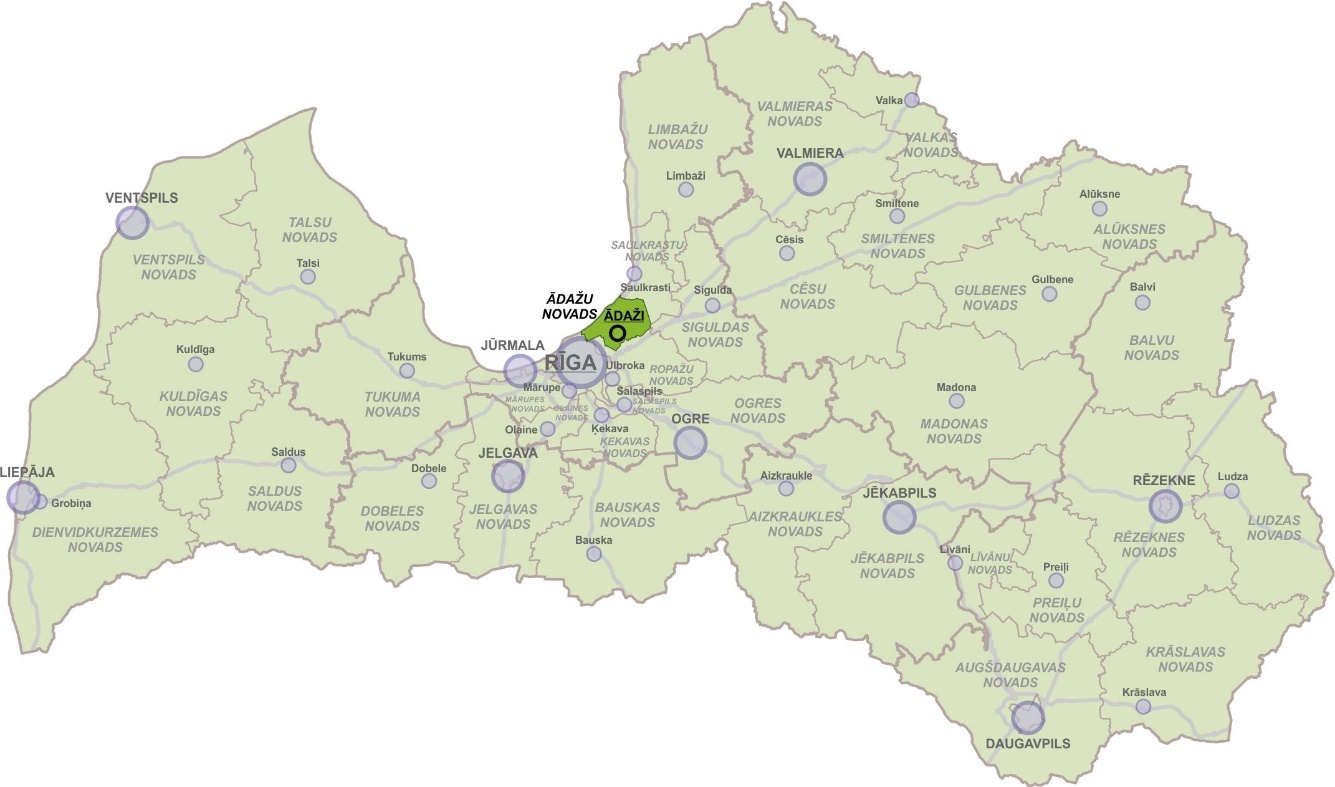 Valka
VALMIERAS
NOVADS
LIMBAŽU
NOVADS
VALKAS
NOVADS
VALMIERA
Limbaži
VENTSPILS
Alūksne
Smiltene
TALSU
NOVADS
ALŪKSNES
NOVADS
Cēsis
SMILTENES
NOVADS
SAULKRASTU
NOVADS
VENTSPILS
NOVADS
Talsi
Saulkrasti
Sigulda
CĒSU
NOVADS
Gulbene
GULBENES
NOVADS
Balvi
ĀDAŽU
NOVADS
ĀDAŽI
SIGULDAS
NOVADS
BALVU
NOVADS
JŪRMALA
Kuldīga
Tukums
RĪGA
Ulbroka
ROPAŽU
NOVADS
Mārupe
Salaspils
Madona
KULDĪGAS
NOVADS
TUKUMA
NOVADS
MĀRUPES
NOVADS
OLAINES
NOVADS
SALASPILS
NOVADS
OGRES
NOVADS
OGRE
MADONAS
NOVADS
Olaine
Ķekava
ĶEKAVAS
NOVADS
Saldus
JELGAVA
LIEPĀJA
Dobele
Aizkraukle
RĒZEKNE
Ludza
Grobiņa
SALDUS
NOVADS
JĒKABPILS
DOBELES
NOVADS
JELGAVAS
NOVADS
BAUSKAS
NOVADS
AIZKRAUKLES
NOVADS
LUDZAS
NOVADS
DIENVIDKURZEMES
NOVADS
Bauska
RĒZEKNES
NOVADS
JĒKABPILS
NOVADS
Līvāni
LĪVĀNU
NOVADS
Preiļi
PREIĻU
NOVADS
KRĀSLAVAS
NOVADS
AUGŠDAUGAVAS
NOVADS
Krāslava
DAUGAVPILS